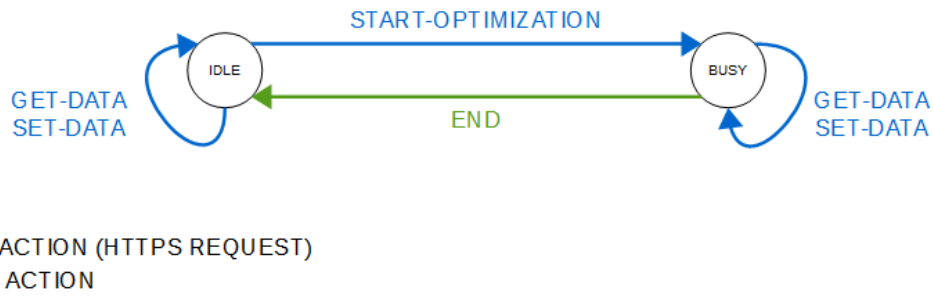 START-OPTIMIZATION
IDLE
BUSY
GET-DATA
SET-DATA
GET-DATA
SET-DATA
END
ACTION (HTTPS REQUEST)
ACTION